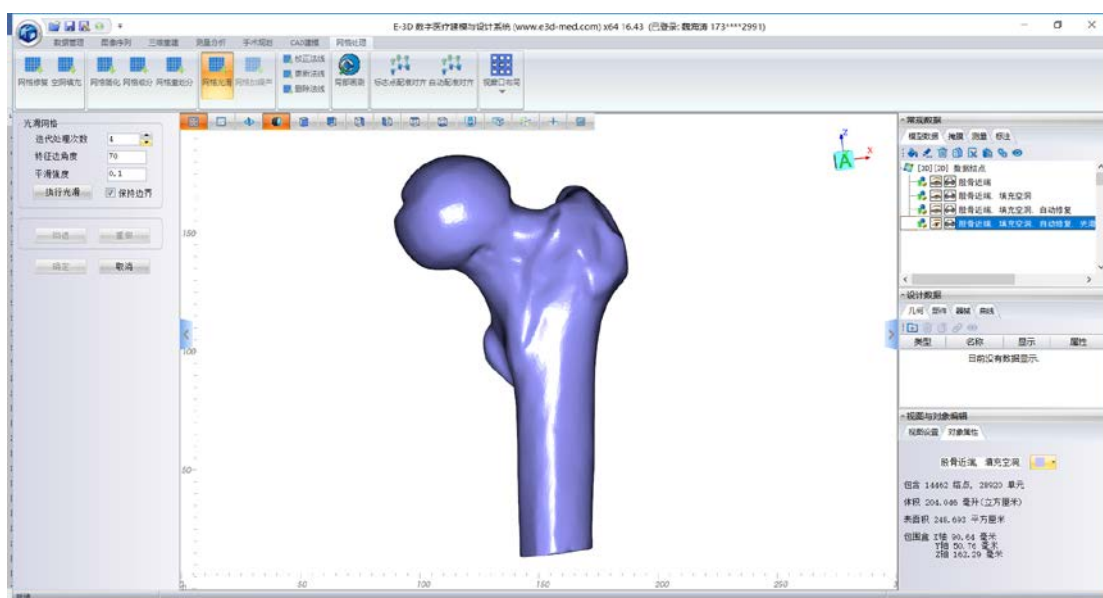 E-3D 数字医疗建模与设计系统 (www.e3d-med.com) x64 16.43 (已登录: 魏海涛 173****2991)
数据管理 图像序列 三维重建 测量分析 手术规划 CAD建模 网格处理
网格修复 空洞填充 网格简化 网格细分 网格重划分 网格光滑 网格加噪声 校正法线 局部裹刷 标志点配准对齐 自动配准对齐 视窗口布局
重新法线
删除法线
光滑网格
迭代处理次数 4
特征边角度 70
平滑强度 0.1
执行光滑 保持边界
撤销 重做
确定 取消
150
100
50
50 100 150 200 250
Z
X
A
常规数据
模型数据 掩膜 测量 标注
[3D][2D] 数据结点
股骨近端
股骨近端, 填充空洞
股骨近端, 填充空洞, 自动修复
股骨近端, 填充空洞, 自动修复, 光滑
设计数据
几何 部件 器械 曲线
类型 名称 显示 属性
目前没有数据显示.
视图与对象编辑
视图设置 对象属性
股骨近端, 填充空洞
包含 14462 结点, 28920 单元
体积 204.046 毫升(立方厘米)
表面积 248.693 平方厘米
包围盒 X轴 90.64 毫米
Y轴 50.76 毫米
Z轴 162.29 毫米